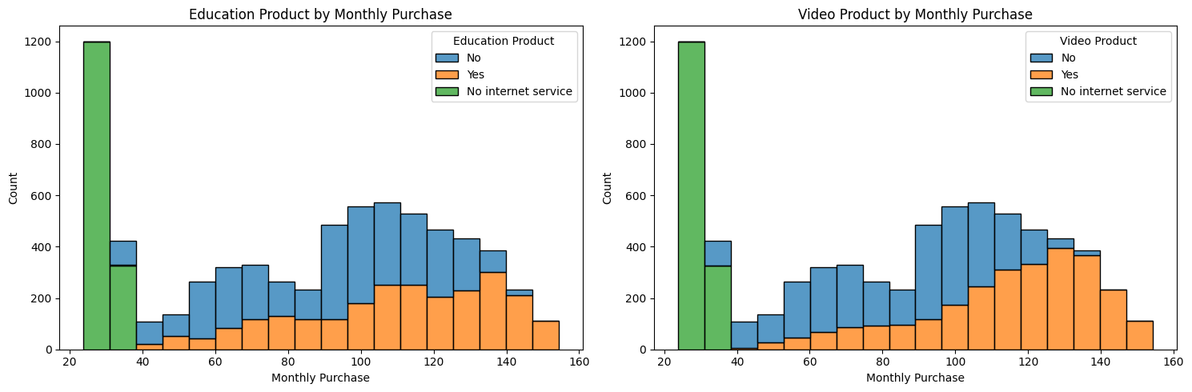 Education Product by Monthly Purchase
Education Product
No
Yes
No internet service
Count
1200
1000
800
600
400
200
0
20 40 60 80 100 120 140 160
Monthly Purchase
Video Product by Monthly Purchase
Video Product
No
Yes
No internet service
Count
1200
1000
800
600
400
200
0
20 40 60 80 100 120 140 160
Monthly Purchase